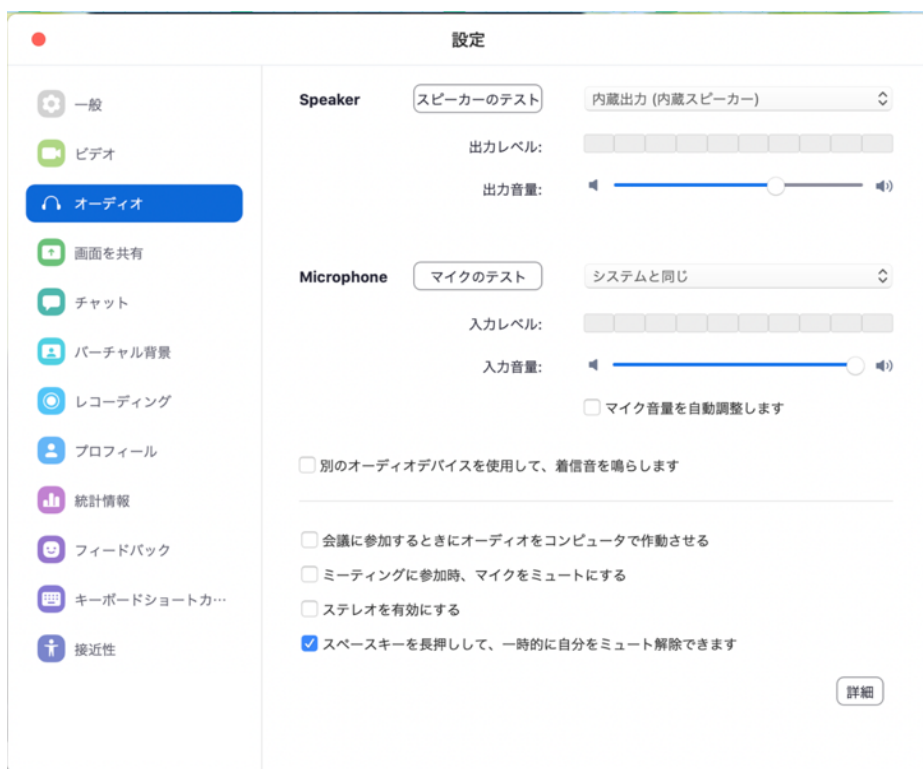 設定
一般
ビデオ
オーディオ
画面を共有
チャット
バーチャル背景
レコーディング
プロフィール
統計情報
フィードバック
キーボードショートカ…
接近性
Speaker スピーカーのテスト 内蔵出力 (内蔵スピーカー)
出力レベル:
出力音量:
Microphone マイクのテスト システムと同じ
入力レベル:
入力音量:
マイク音量を自動調整します
別のオーディオデバイスを使用して、着信音を鳴らします
会議に参加するときにオーディオをコンピュータで作動させる
ミーティングに参加時、マイクをミュートにする
ステレオを有効にする
スペースキーを長押しして、一時的に自分をミュート解除できます
詳細